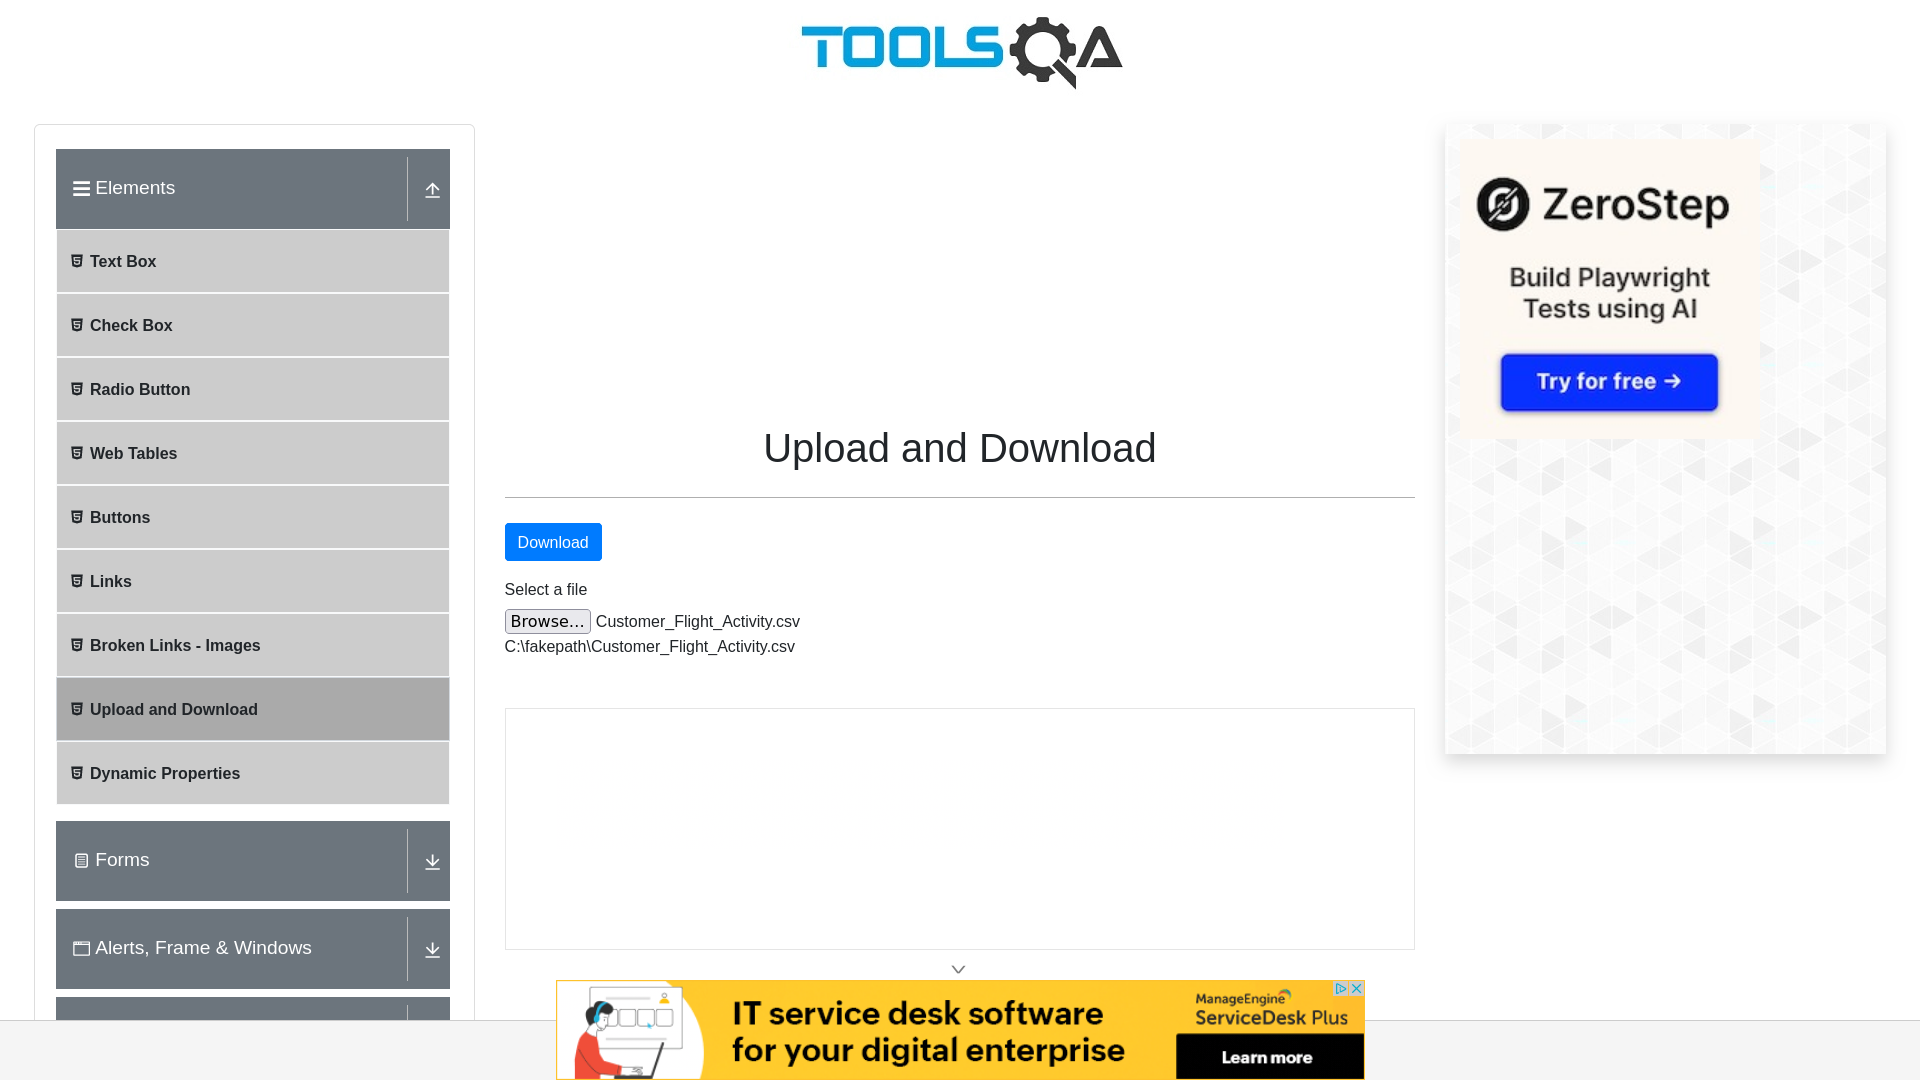 TOOLSQA
Elements
Text Box
Check Box
Radio Button
Web Tables
Buttons
Links
Broken Links - Images
Upload and Download
Dynamic Properties
Forms
Alerts, Frame & Windows
Upload and Download
Download
Select a file
Browse... Customer_Flight_Activity.csv
C:\fakepath\Customer_Flight_Activity.csv
ZeroStep
Build Playwright
Tests using AI
Try for free →
IT service desk software
for your digital enterprise
ManageEngine
ServiceDesk Plus
Learn more